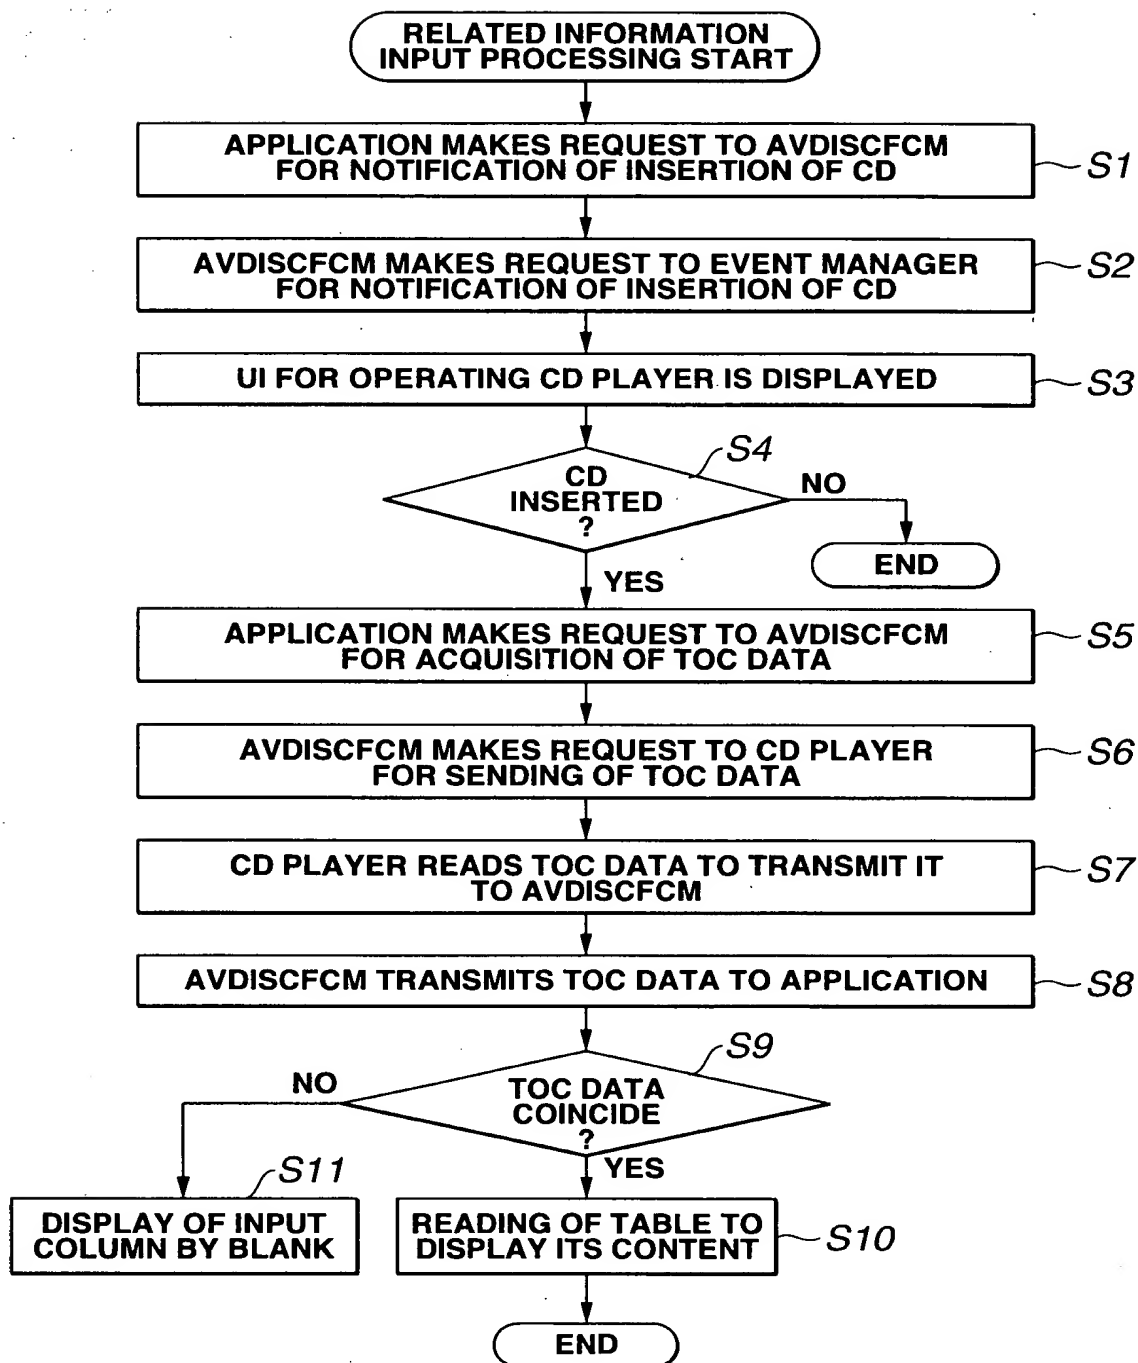 RELATED INFORMATION
INPUT PROCESSING START
APPLICATION MAKES REQUEST TO AVDISCFCM
FOR NOTIFICATION OF INSERTION OF CD
S1
AVDISCFCM MAKES REQUEST TO EVENT MANAGER
FOR NOTIFICATION OF INSERTION OF CD
S2
UI FOR OPERATING CD PLAYER IS DISPLAYED
S3
S4
CD
INSERTED
?
NO
END
YES
APPLICATION MAKES REQUEST TO AVDISCFCM
FOR ACQUISITION OF TOC DATA
S5
AVDISCFCM MAKES REQUEST TO CD PLAYER
FOR SENDING OF TOC DATA
S6
CD PLAYER READS TOC DATA TO TRANSMIT IT
TO AVDISCFCM
S7
AVDISCFCM TRANSMITS TOC DATA TO APPLICATION
S8
S9
TOC DATA
COINCIDE
?
NO
YES
S11
DISPLAY OF INPUT
COLUMN BY BLANK
READING OF TABLE TO
DISPLAY ITS CONTENT
S10
END